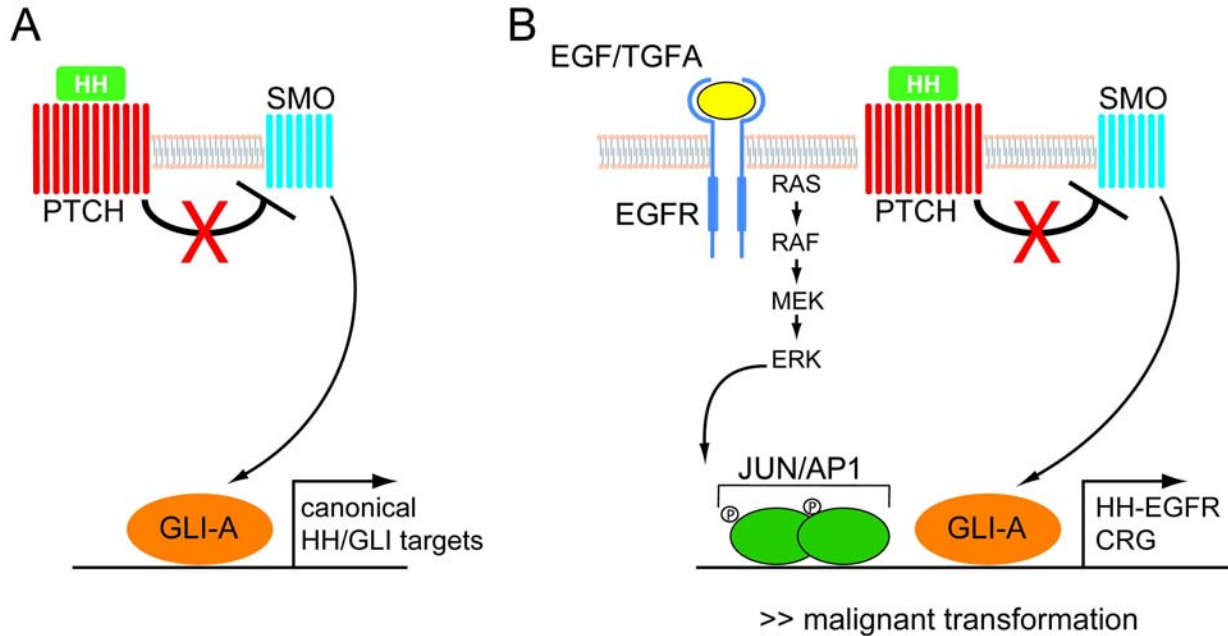 A
HH
SMO
PTCH
X
GLI-A
canonical
HH/GLI targets
B
EGF/TGFA
HH
SMO
EGFR
RAS
PTCH
RAF
X
MEK
ERK
JUN/AP1
P
P
GLI-A
HH-EGFR
CRG
>> malignant transformation